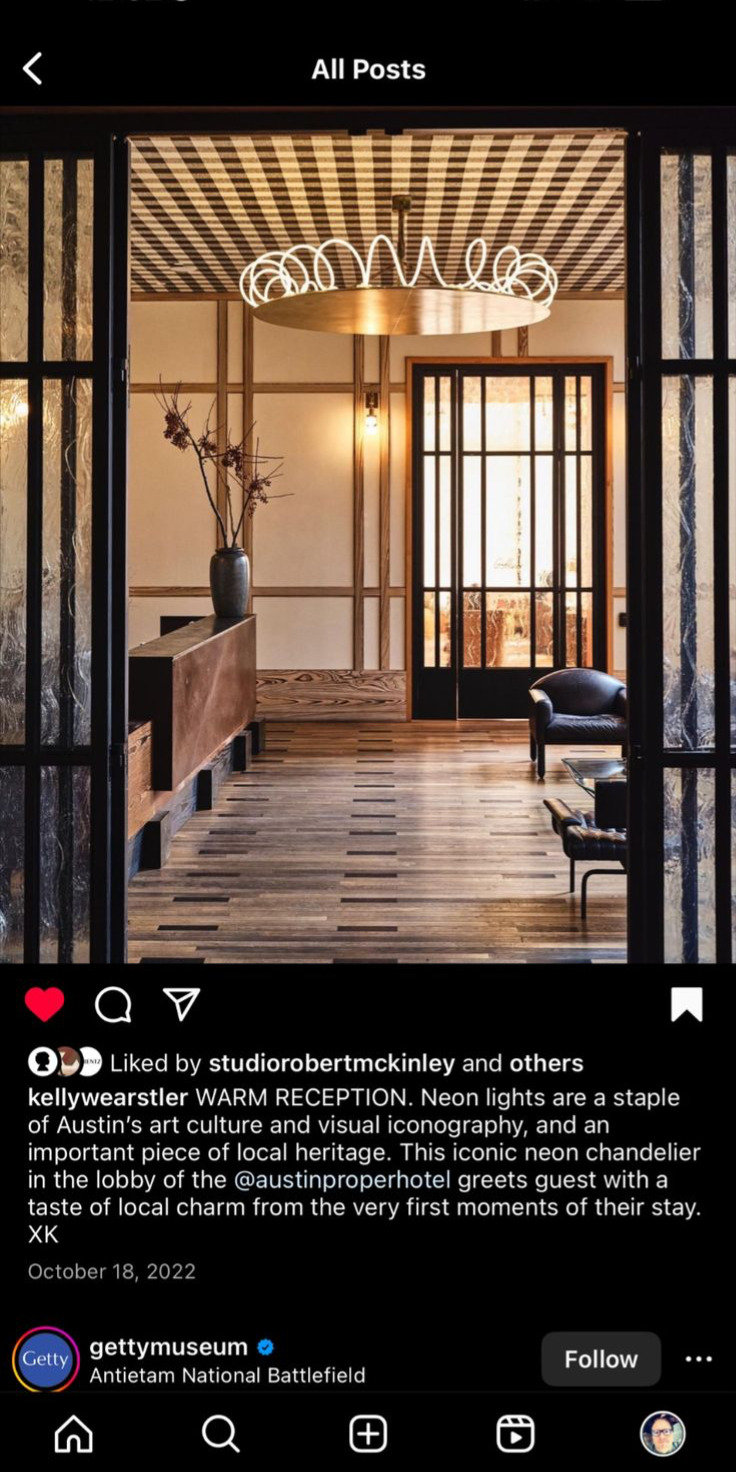 All Posts
Liked by studiorobertmckinley and others
kellywearstler WARM RECEPTION. Neon lights are a staple
of Austin’s art culture and visual iconography, and an
important piece of local heritage. This iconic neon chandelier
in the lobby of the @austinproperhotel greets guest with a
taste of local charm from the very first moments of their stay.
XK
October 18, 2022
Getty
gettymuseum
Follow
Antietam National Battlefield